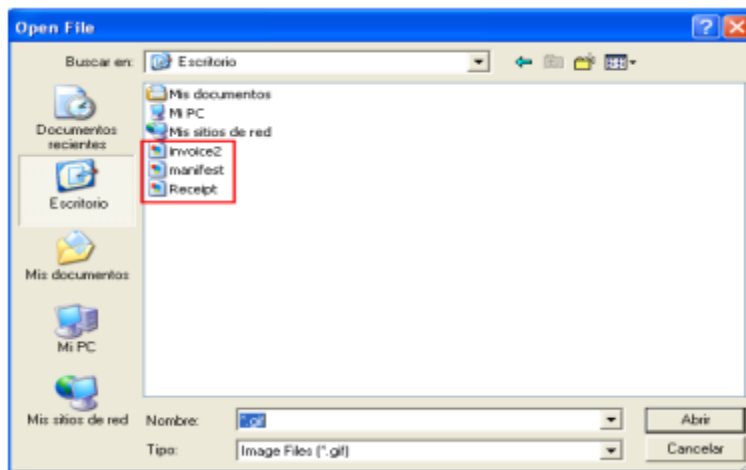 Open File
Buscar en: Escritorio
Mis documentos
Mi PC
Mis sitios de red
invoice2
manifest
Receipt
Documentos
recientes
Escritorio
Mis documentos
Mi PC
Mis sitios de red
Nombre: *.gif Abrir
Tipo: Image Files (*.gif) Cancelar